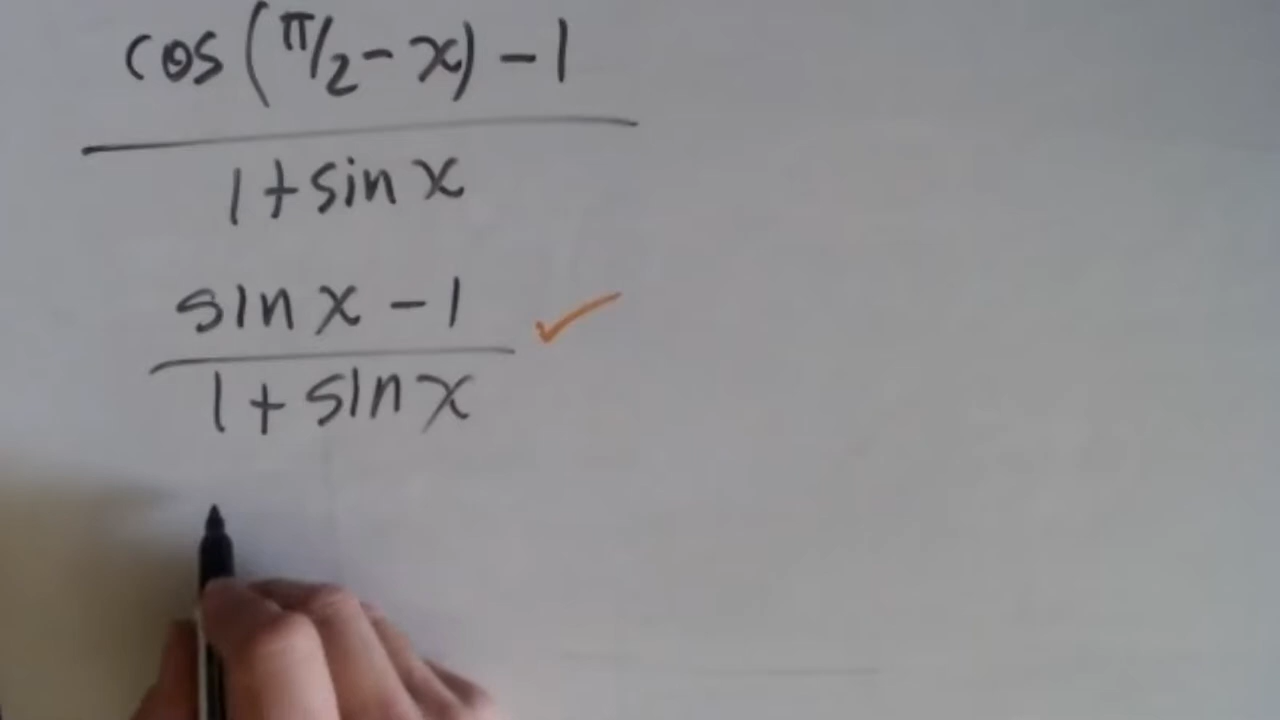 cos(π/2-x)-1
1+sin x
sin x - 1
1+ sin x